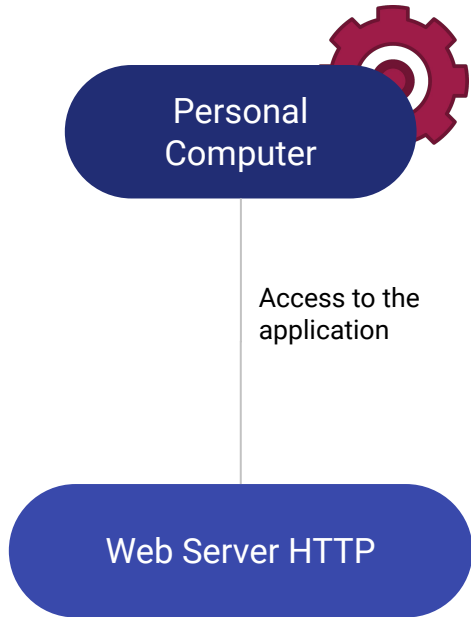 Personal
Computer
Access to the
application
Web Server HTTP